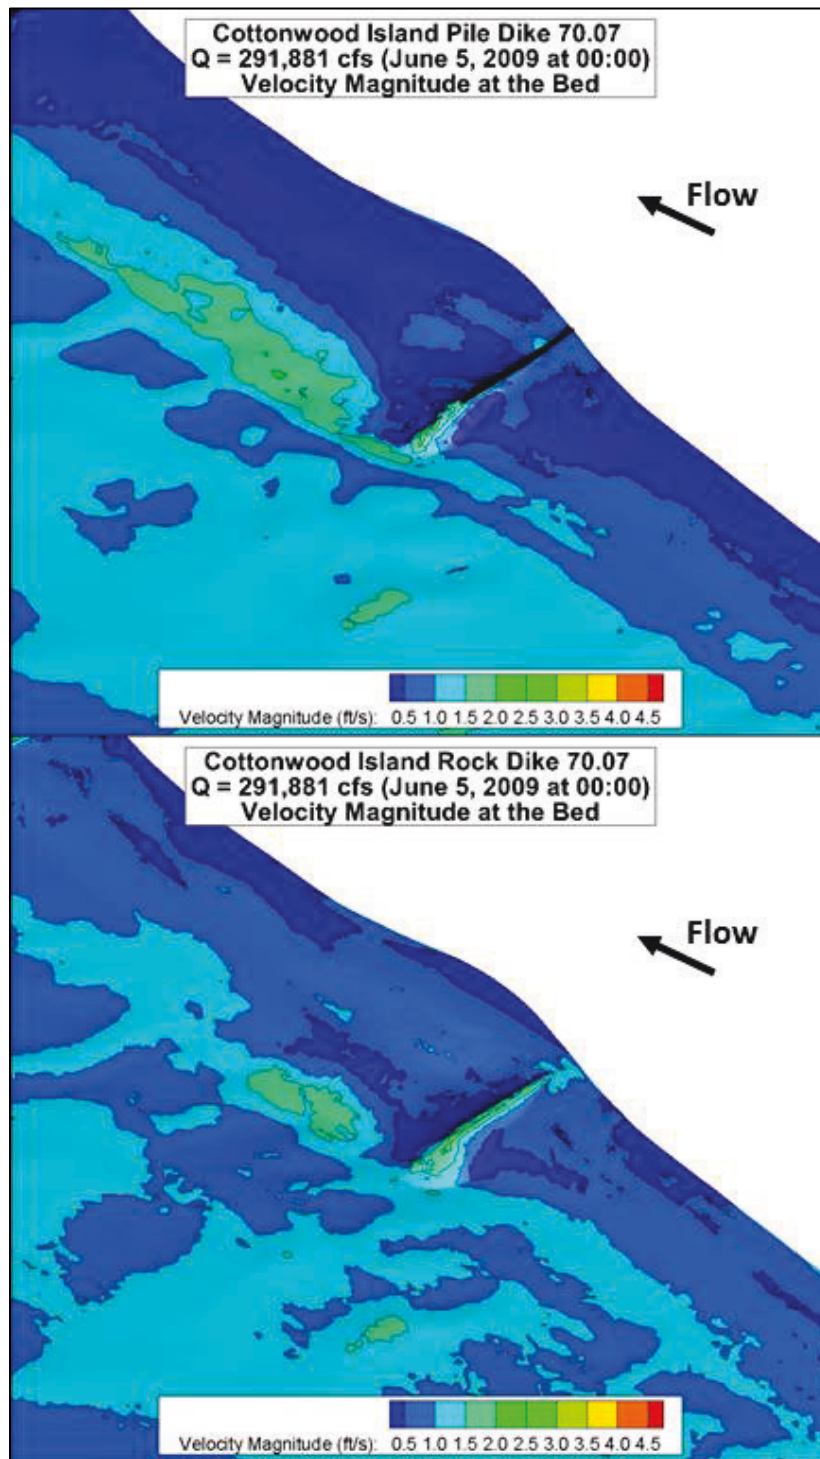 Cottonwood Island Pile Dike 70.07
Q = 291,881 cfs (June 5, 2009 at 00:00)
Velocity Magnitude at the Bed
Flow
Velocity Magnitude (ft/s): 0.5 1.0 1.5 2.0 2.5 3.0 3.5 4.0 4.5
Cottonwood Island Rock Dike 70.07
Q = 291,881 cfs (June 5, 2009 at 00:00)
Velocity Magnitude at the Bed
Flow
Velocity Magnitude (ft/s): 0.5 1.0 1.5 2.0 2.5 3.0 3.5 4.0 4.5